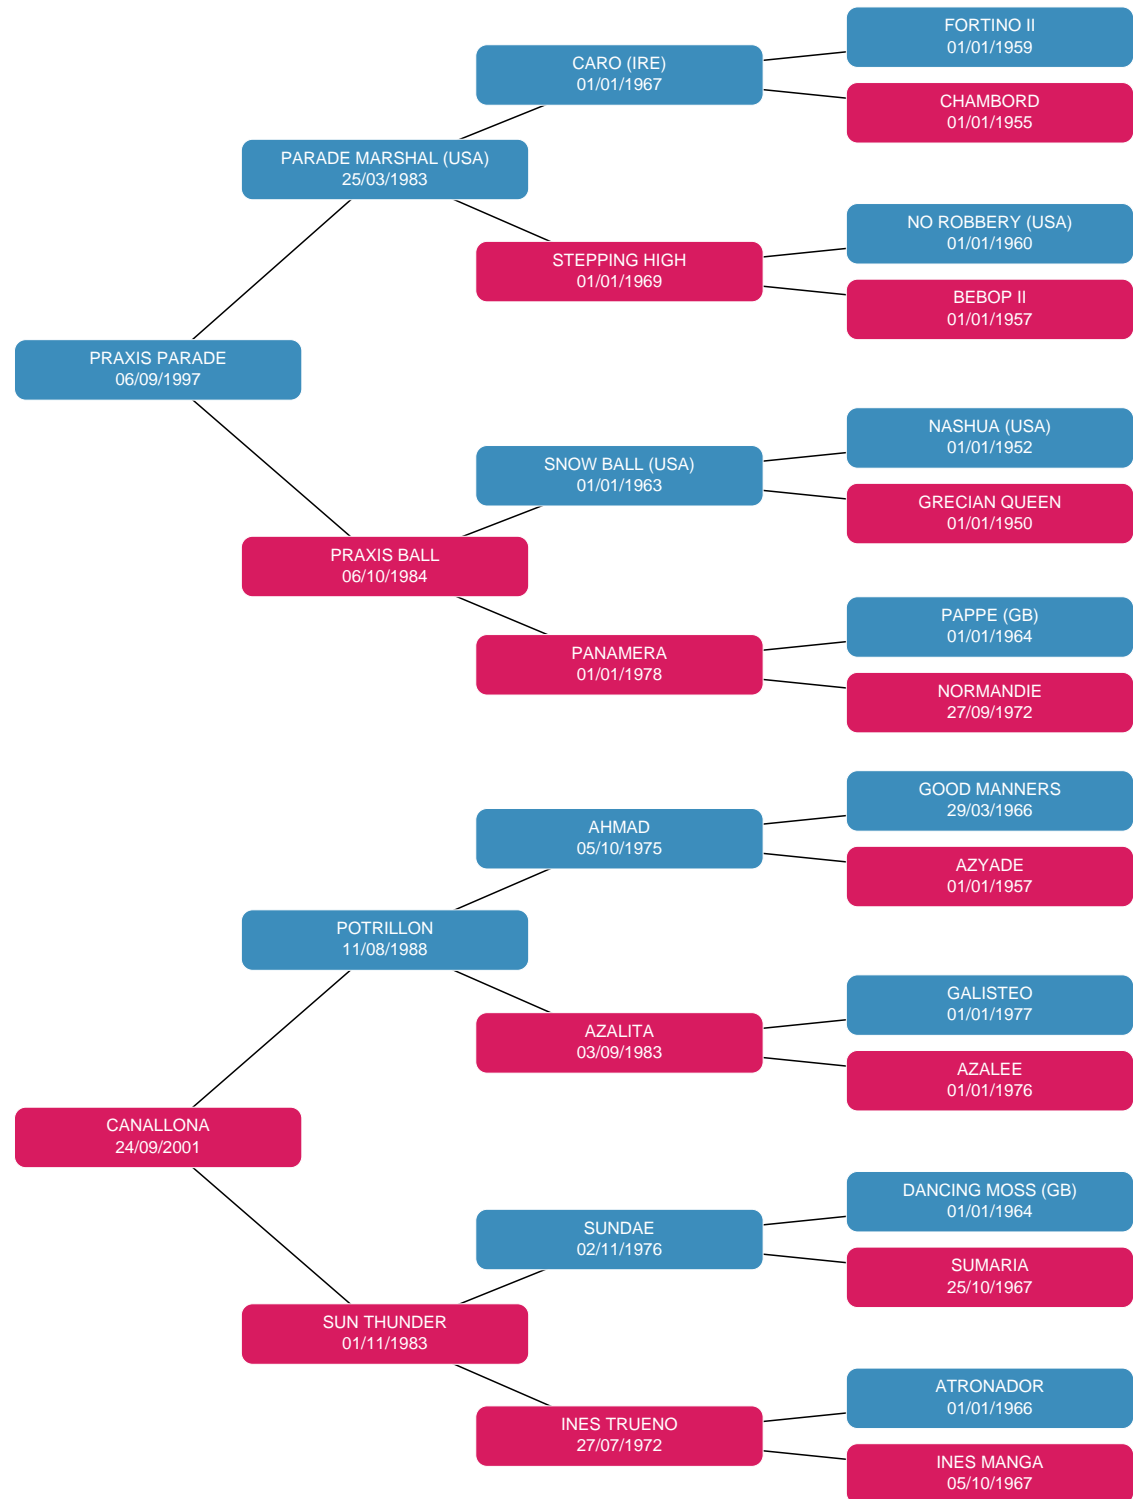 FORTINO II
01/01/1959
CARO (IRE)
01/01/1967
CHAMBORD
01/01/1955
PARADE MARSHAL (USA)
25/03/1983
NO ROBBERY (USA)
01/01/1960
STEPPING HIGH
01/01/1969
BEBOP II
01/01/1957
PRAXIS PARADE
06/09/1997
NASHUA (USA)
01/01/1952
SNOW BALL (USA)
01/01/1963
GRECIAN QUEEN
01/01/1950
PRAXIS BALL
06/10/1984
PAPPE (GB)
01/01/1964
PANAMERA
01/01/1978
NORMANDIE
27/09/1972
GOOD MANNERS
29/03/1966
AHMAD
05/10/1975
AZYADE
01/01/1957
POTRILLON
11/08/1988
GALISTEO
01/01/1977
AZALITA
03/09/1983
AZALEE
01/01/1976
CANALLONA
24/09/2001
DANCING MOSS (GB)
01/01/1964
SUNDAE
02/11/1976
SUMARIA
25/10/1967
SUN THUNDER
01/11/1983
ATRONADOR
01/01/1966
INES TRUENO
27/07/1972
INES MANGA
05/10/1967